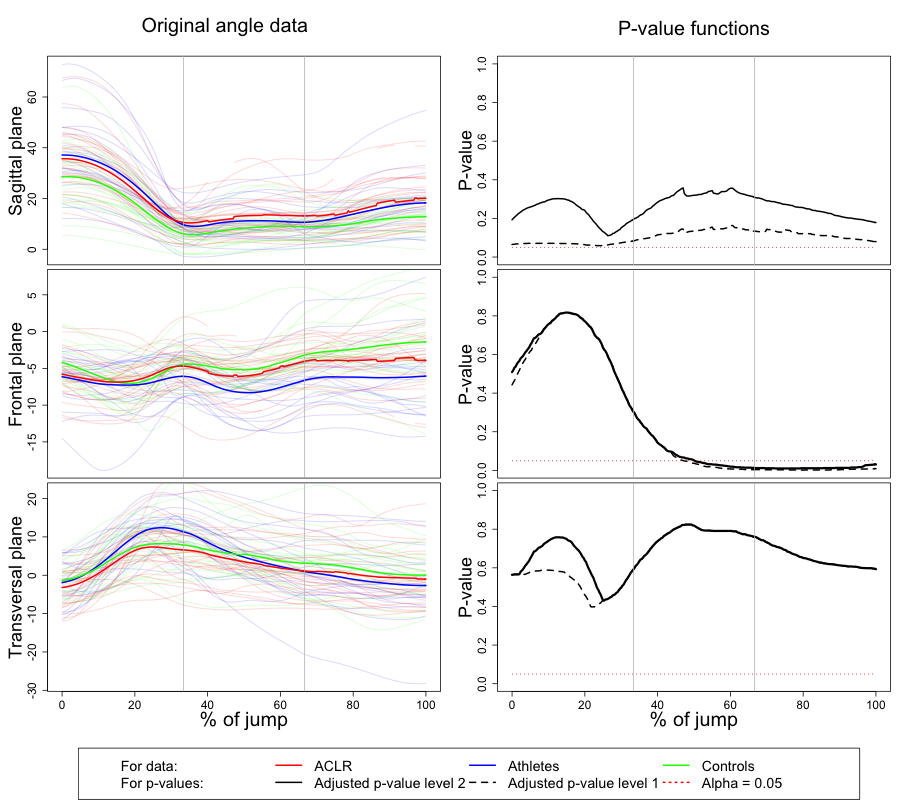 Original angle data
P-value functions
Sagittal plane
0 20 40 60
P-value
0.0 0.2 0.4 0.6 0.8 1.0
Frontal plane
-15 -10 -5 0 5
P-value
0.0 0.2 0.4 0.6 0.8 1.0
Transversal plane
-30 -20 10 0 10 20
P-value
0.0 0.2 0.4 0.6 0.8 1.0
0 20 40 60 80 100
% of jump
0 20 40 60 80 100
% of jump
For data: ACLR Athletes Controls
For p-values: Adjusted p-value level 2 Adjusted p-value level 1 Alpha = 0.05